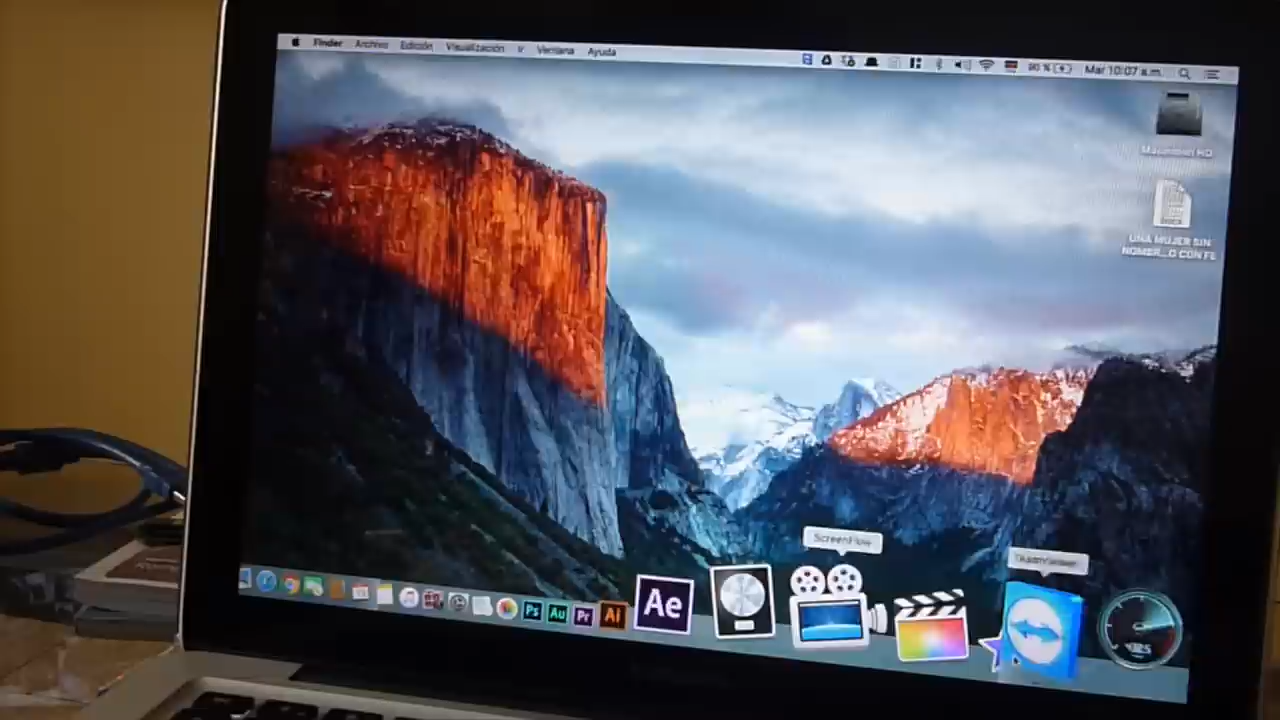 Finder Archivo Edición Visualización Ir Ventana Ayuda
90 % Mar 10:07 a.m.
Macintosh HD
UNA MUJER SIN
NOMBR...O CON FE
ScreenFlow
TeamViewer
Ps Au Pr Ai Ae